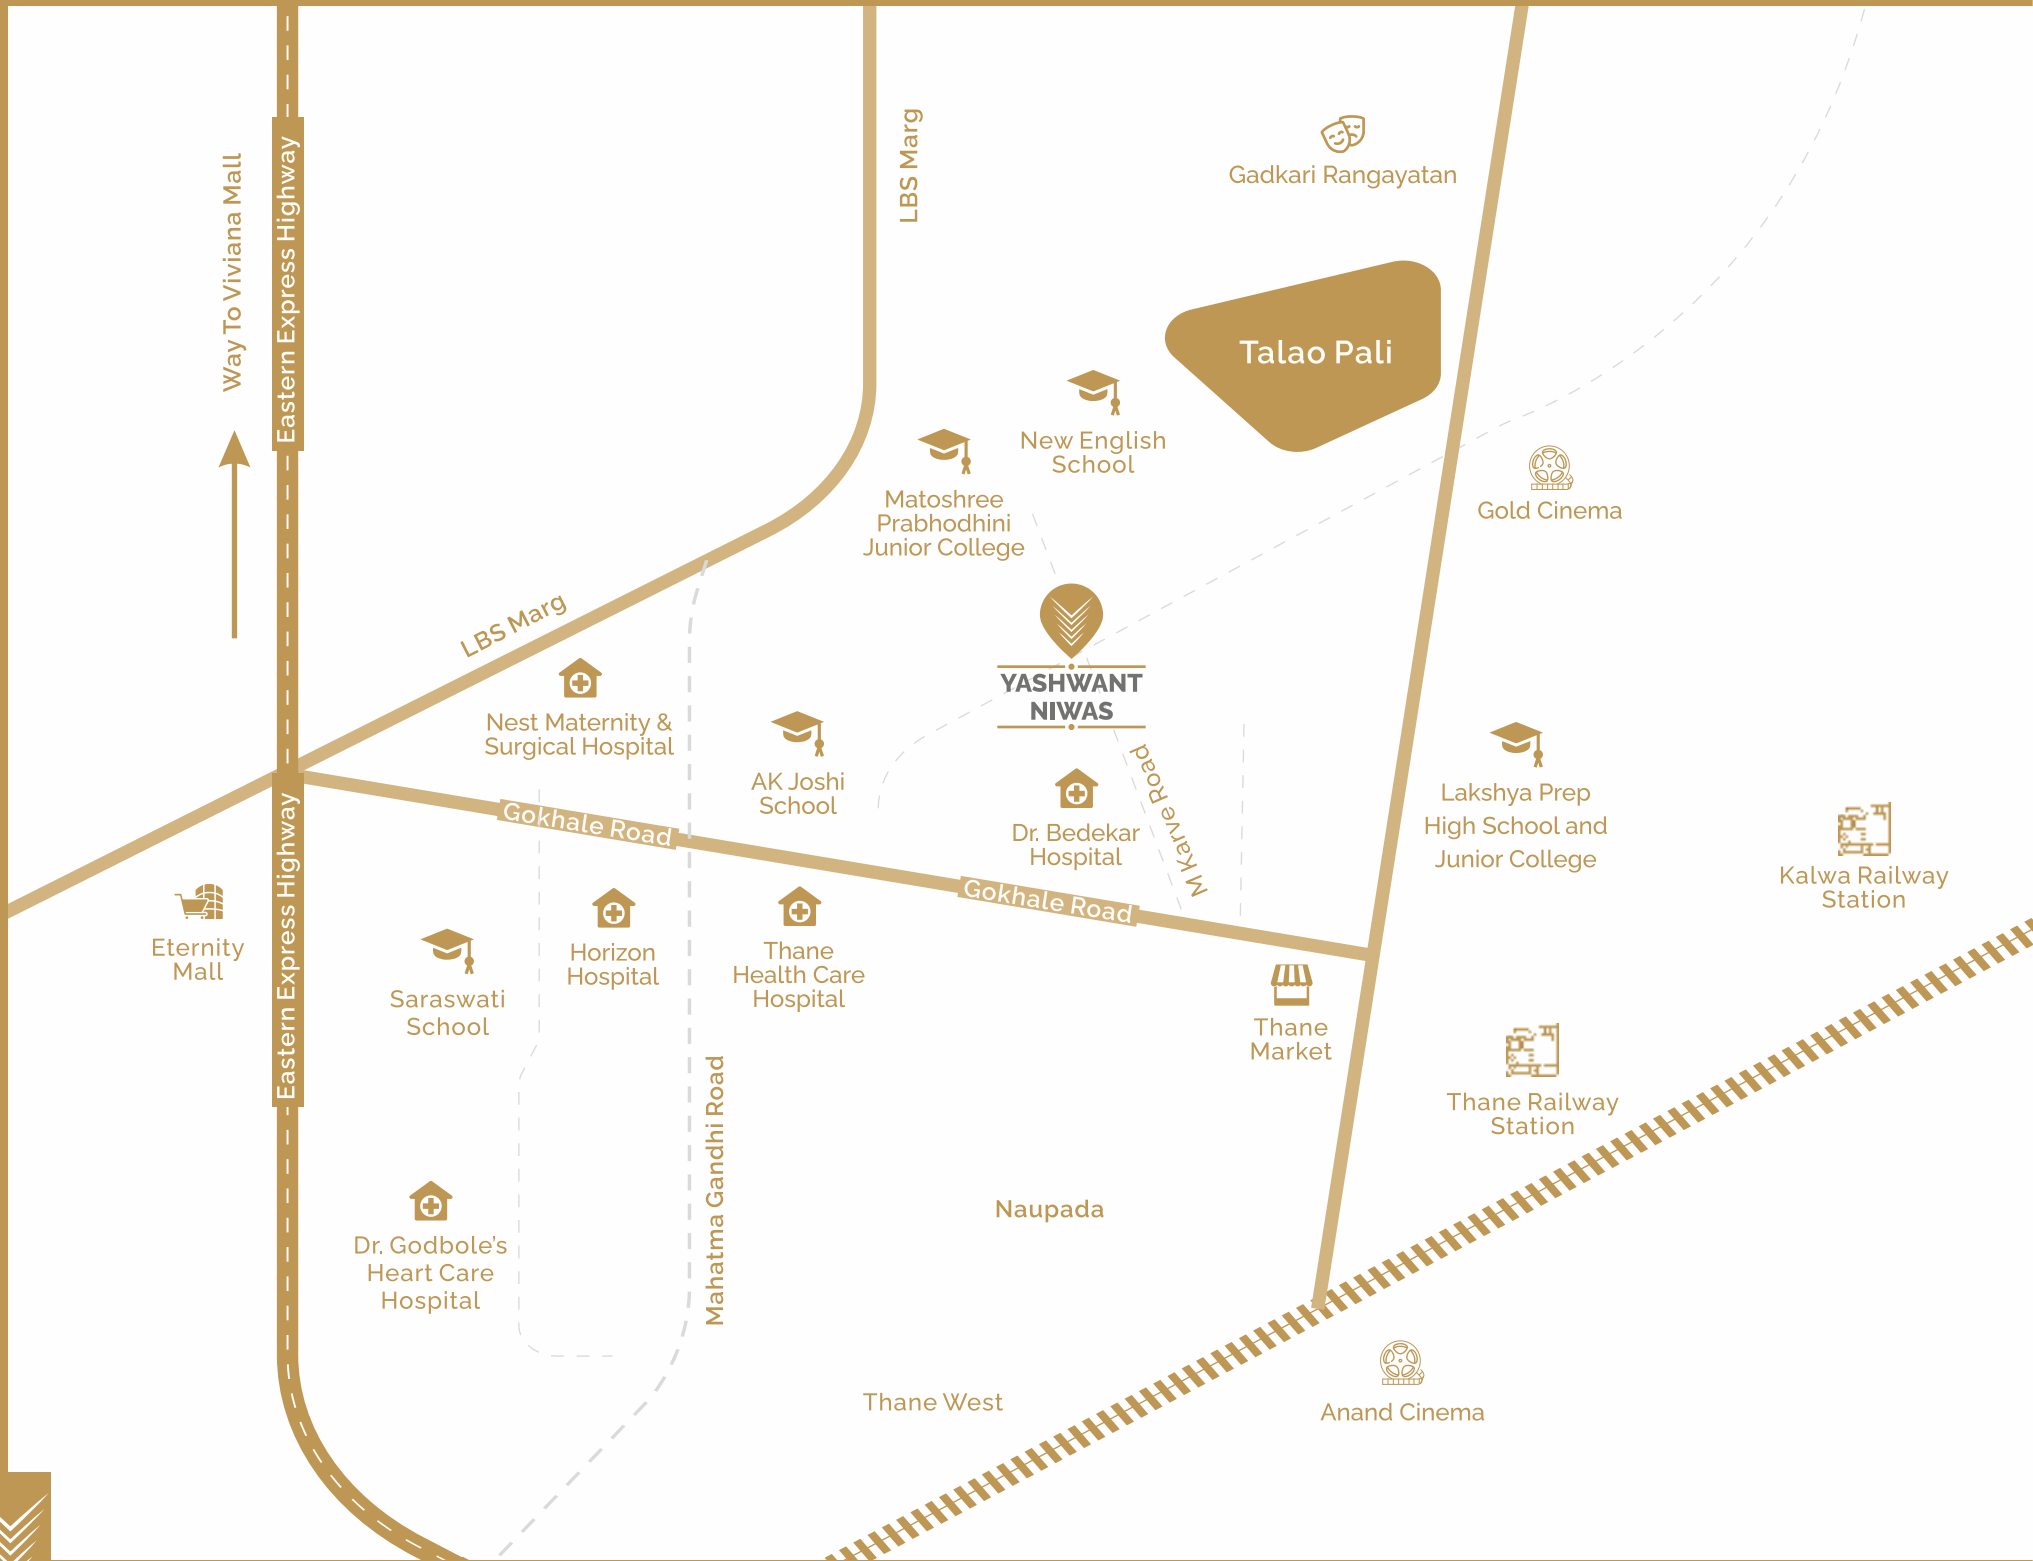 Way To Viviana Mall
Eastern Express Highway
LBS Marg
Gadkari Rangayatan
Talao Pali
New English
School
Matoshree
Prabhodhini
Junior College
Gold Cinema
LBS Marg
YASHWANT
NIWAS
Nest Maternity &
Surgical Hospital
AK Joshi
School
M Karve Road
Lakshya Prep
High School and
Junior College
Gokhale Road
Dr. Bedekar
Hospital
Gokhale Road
Kalwa Railway
Station
Eternity
Mall
Eastern Express Highway
Saraswati
School
Horizon
Hospital
Thane
Health Care
Hospital
Thane
Market
Thane Railway
Station
Mahatma Gandhi Road
Naupada
Dr. Godbole’s
Heart Care
Hospital
Thane West
Anand Cinema